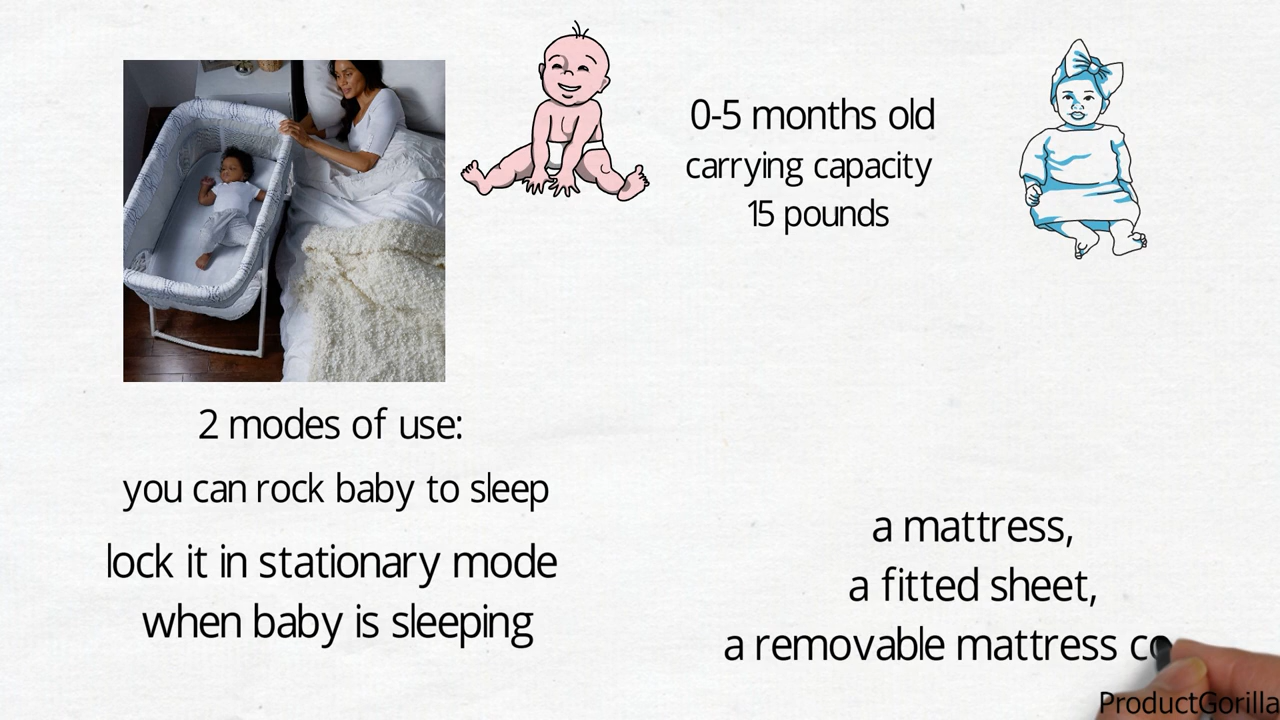 0-5 months old
carrying capacity
15 pounds
2 modes of use:
you can rock baby to sleep
lock it in stationary mode
when baby is sleeping
a mattress,
a fitted sheet,
a removable mattress co
ProductGorilla